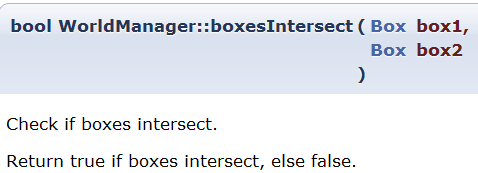 bool WorldManager::boxesIntersect ( Box box1,
Box box2
)
Check if boxes intersect.
Return true if boxes intersect, else false.